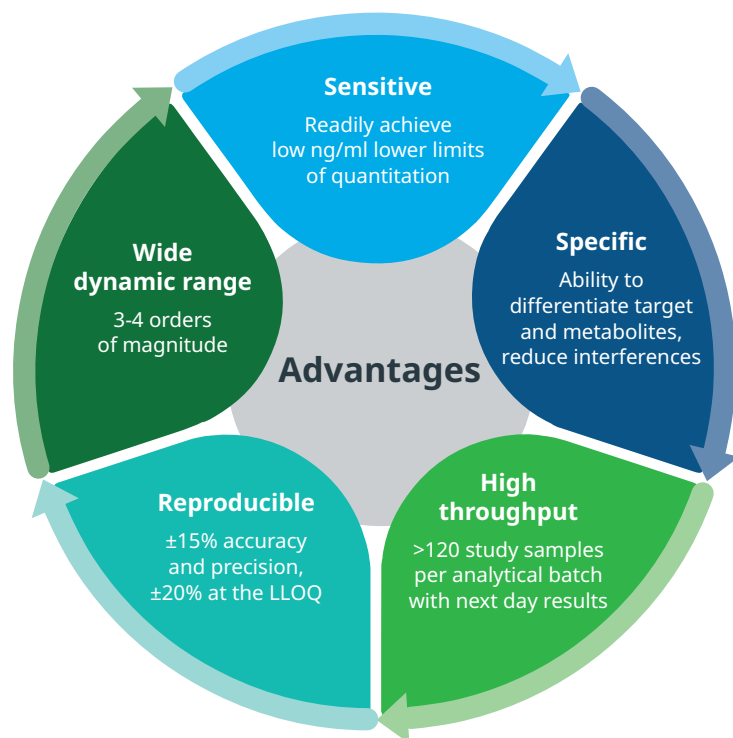 Sensitive
Readily achieve
low ng/ml lower limits
of quantitation
Specific
Ability to
differentiate target
and metabolites,
reduce interferences
High
throughput
>120 study samples
per analytical batch
with next day results
Reproducible
±15% accuracy
and precision,
±20% at the LLOQ
Wide
dynamic range
3-4 orders
of magnitude
Advantages